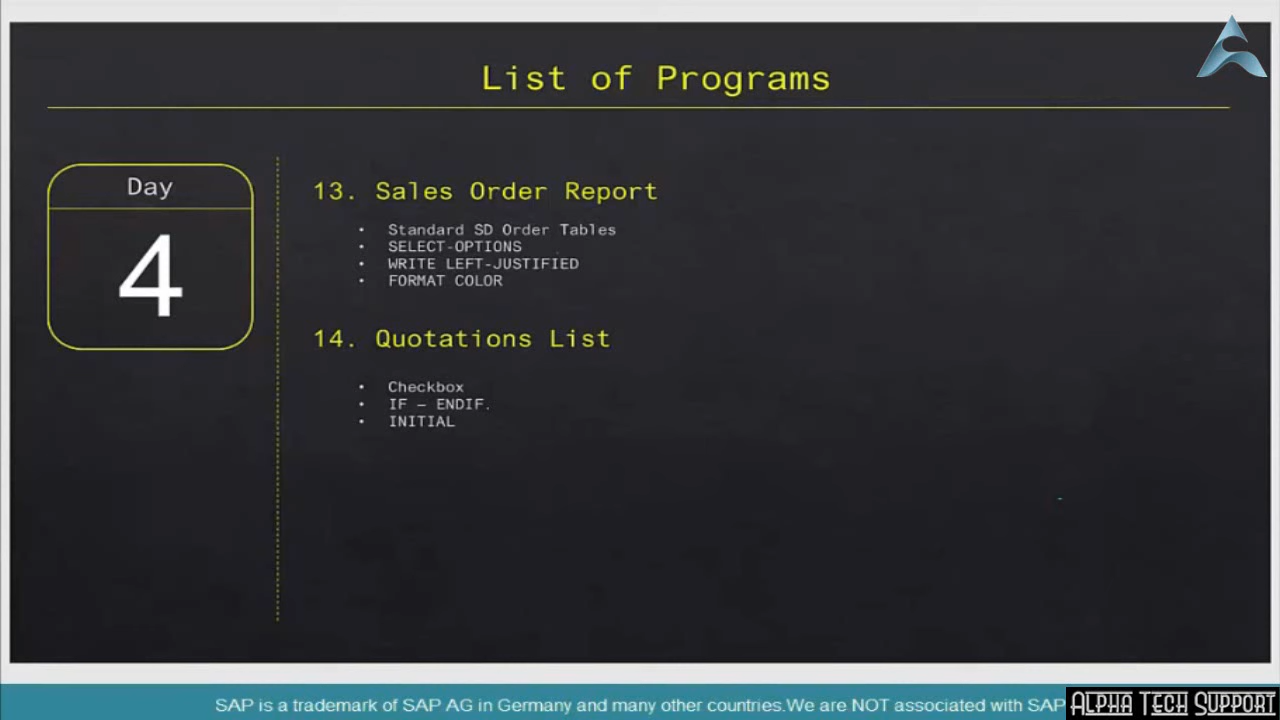 List of Programs
Day
4
13. Sales Order Report
• Standard SD Order Tables
• SELECT-OPTIONS
• WRITE LEFT-JUSTIFIED
• FORMAT COLOR
14. Quotations List
• Checkbox
• IF – ENDIF.
• INITIAL
SAP is a trademark of SAP AG in Germany and many other countries.We are NOT associated with SAP
ALPHA TECH SUPPORT